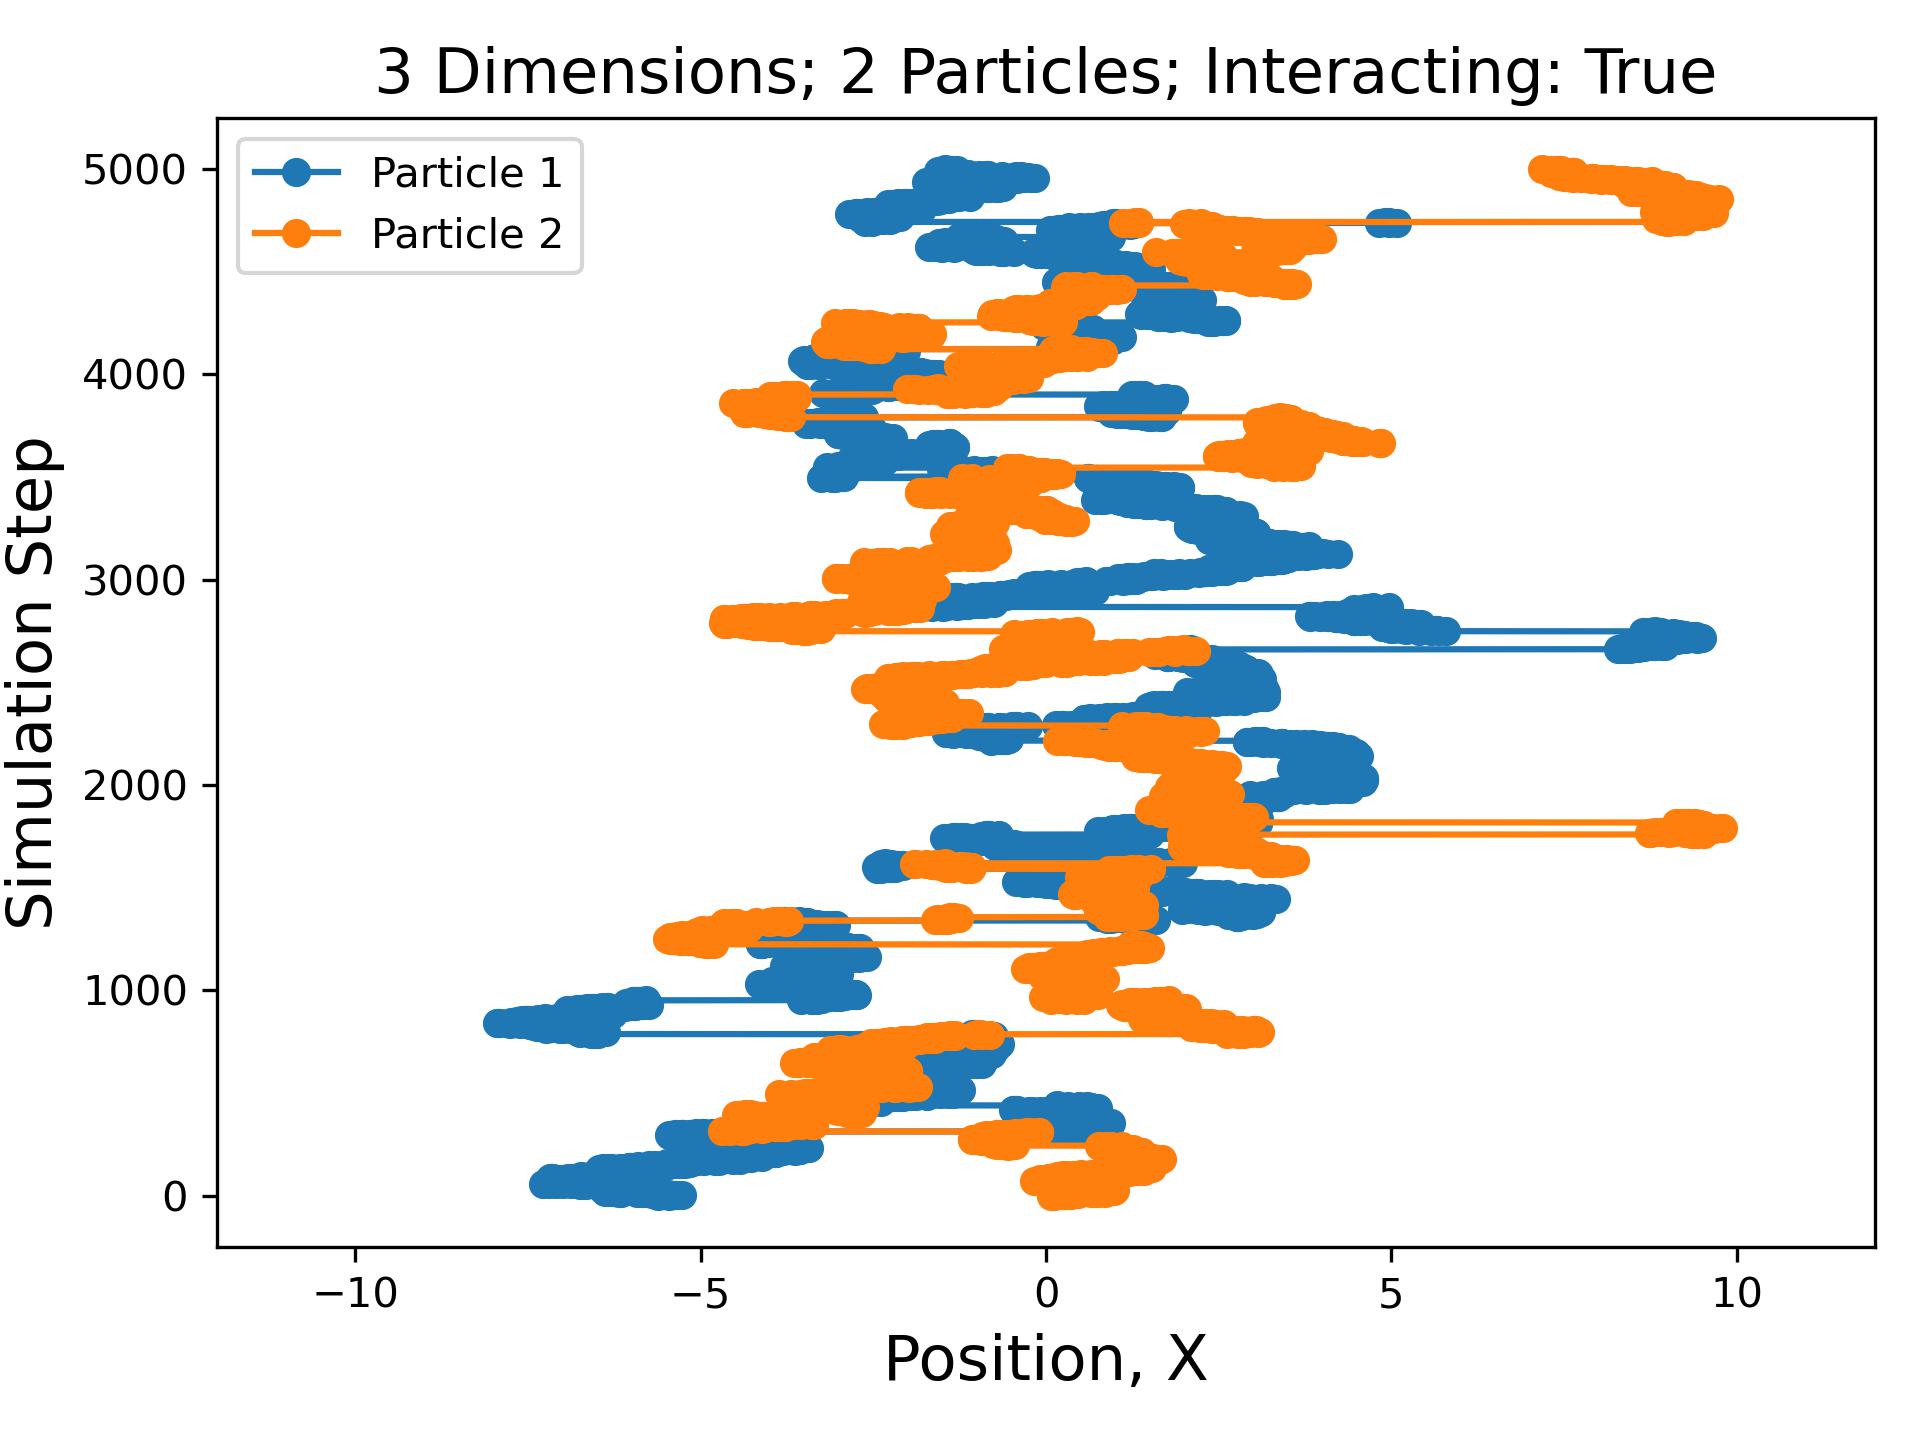 3 Dimensions; 2 Particles; Interacting: True
Particle 1
Particle 2
5000
4000
3000
2000
1000
0
Simulation Step
−10
−5
0
5
10
Position, X